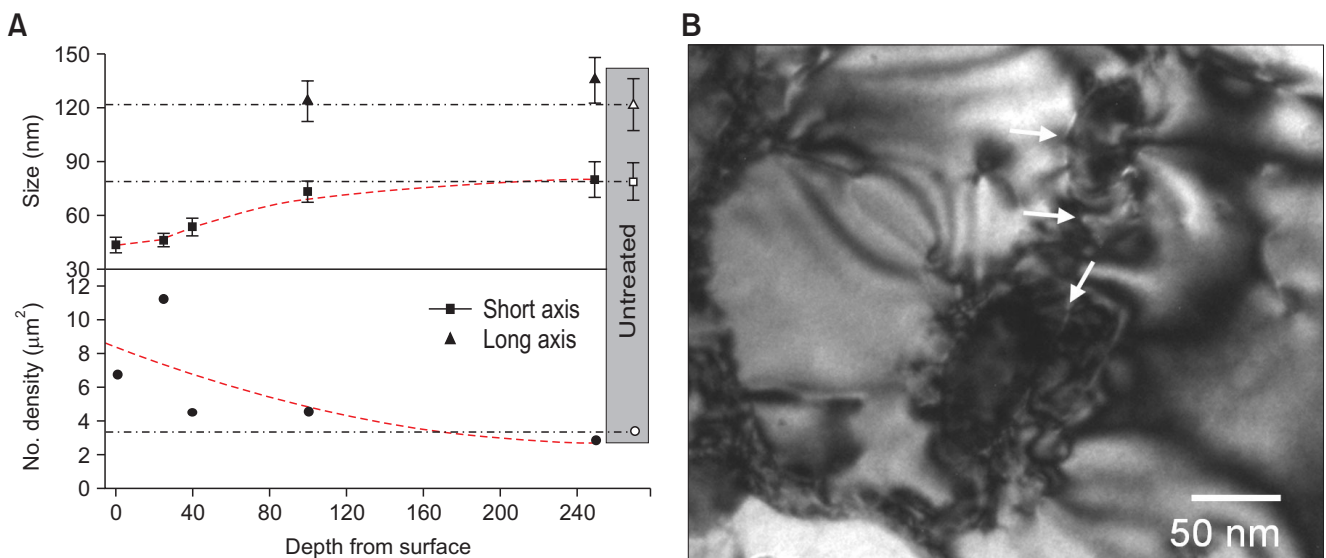 A
150
120
90
60
30
Size (nm)
12
10
8
6
4
2
0
No. density (μm²)
Short axis
Long axis
Untreated
0 40 80 120 160 200 240
Depth from surface
B
50 nm